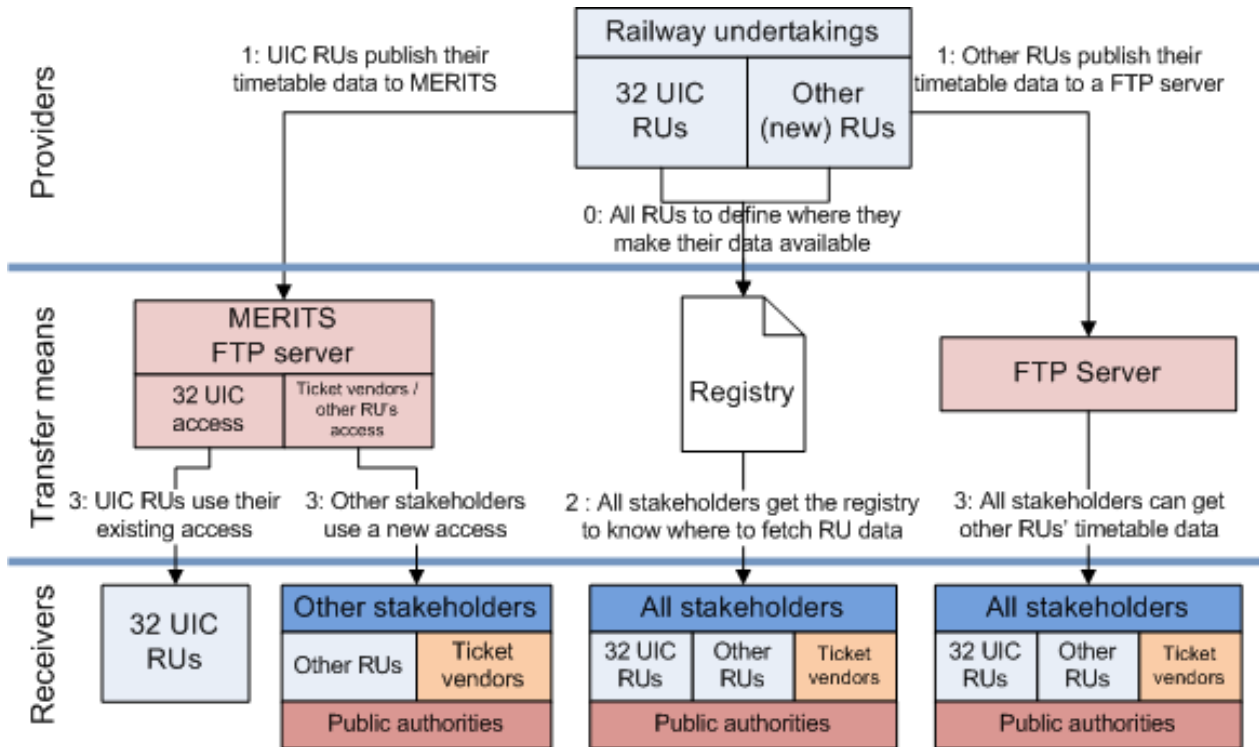 Providers
Railway undertakings
1: UIC RUs publish their
timetable data to MERITS
32 UIC
RUs
Other
(new) RUs
1: Other RUs publish their
timetable data to a FTP server
0: All RUs to define where they
make their data available
Transfer means
MERITS
FTP server
32 UIC
access
Ticket vendors /
other RU's
access
Registry
FTP Server
3: UIC RUs use their
existing access
3: Other stakeholders
use a new access
2 : All stakeholders get the registry
to know where to fetch RU data
3: All stakeholders can get
other RUs' timetable data
Receivers
32 UIC
RUs
Other stakeholders
Other RUs
Ticket
vendors
Public authorities
All stakeholders
32 UIC
RUs
Other
RUs
Ticket
vendors
Public authorities
All stakeholders
32 UIC
RUs
Other
RUs
Ticket
vendors
Public authorities